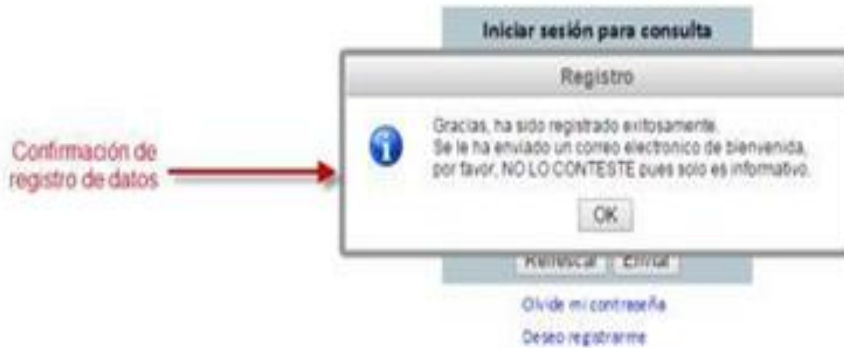 Iniciar sesión para consulta
Registro
Gracias, ha sido registrado exitosamente.
Se le ha enviado un correo electronico de bienvenida,
por favor, NO LO CONTESTE pues solo es informativo.
OK
Confirmación de
registro de datos
Refrescar Enviar
Olvide mi contraseña
Deseo registrarme